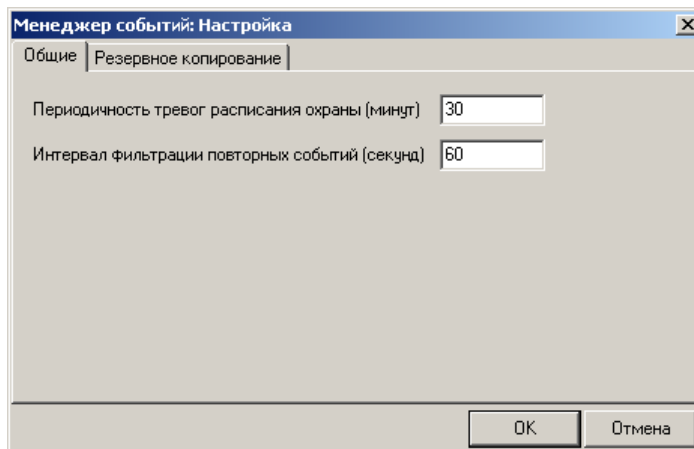 Менеджер событий: Настройка
Общие Резервное копирование
Периодичность тревог расписания охраны (минут) 30
Интервал фильтрации повторных событий (секунд) 60
OK Отмена